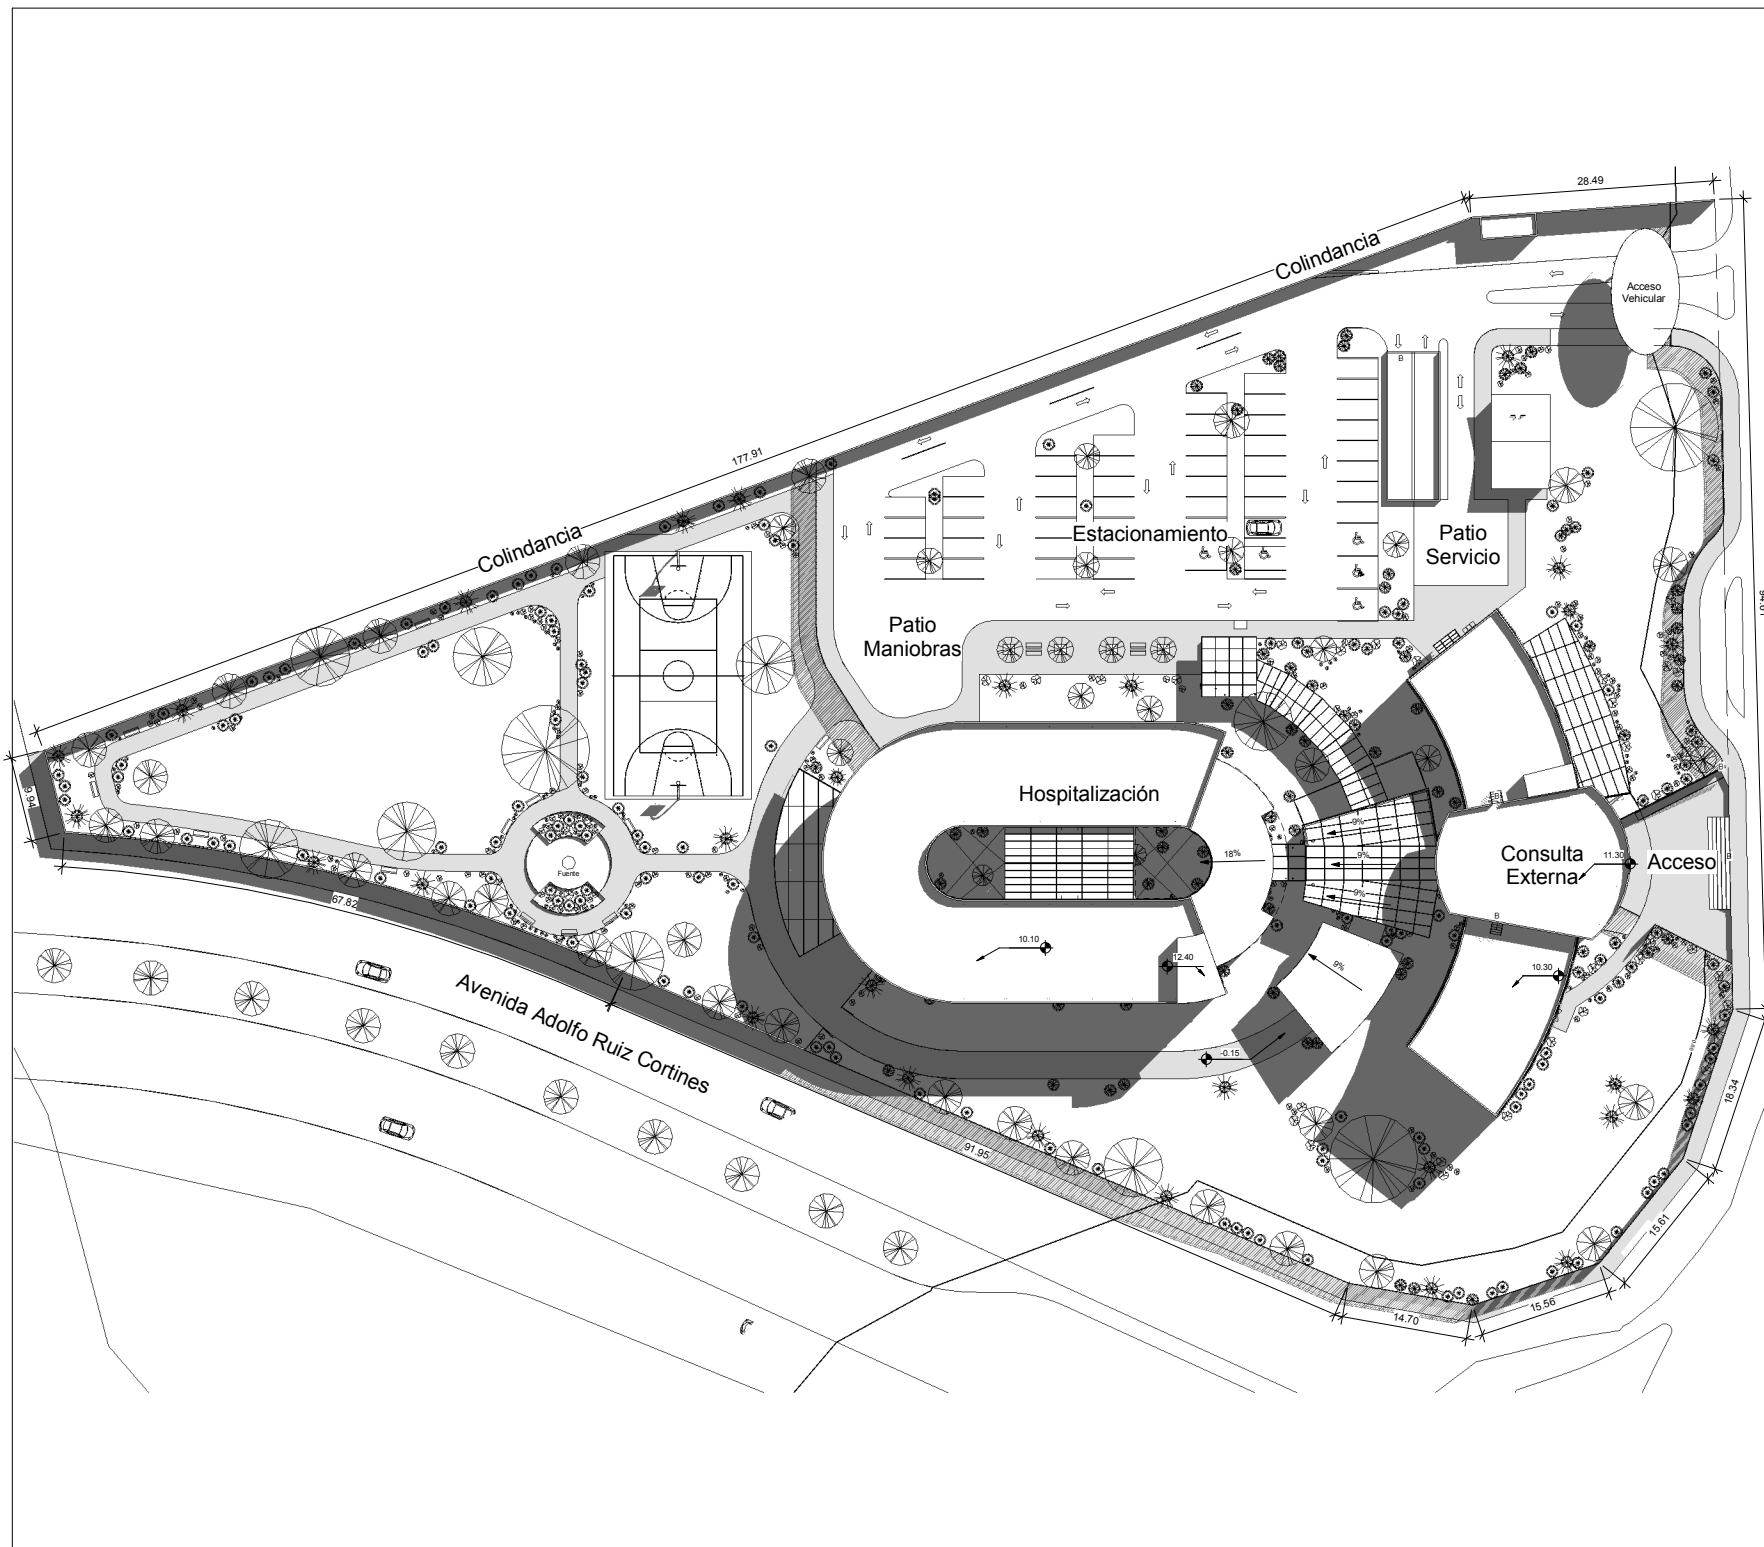 28.49
Colindancia
Acceso
Vehicular
B
177.91
Colindancia
Estacionamiento
Patio
Servicio
Patio
Maniobras
94.61
B
Hospitalización
9%
18%
9%
9%
Consulta
Externa
11.30
Acceso
B
B
B
Fuente
9.94
67.82
10.10
12.40
9%
10.30
-0.15
Avenida Adolfo Ruiz Cortines
91.95
18.34
15.61
15.56
14.70